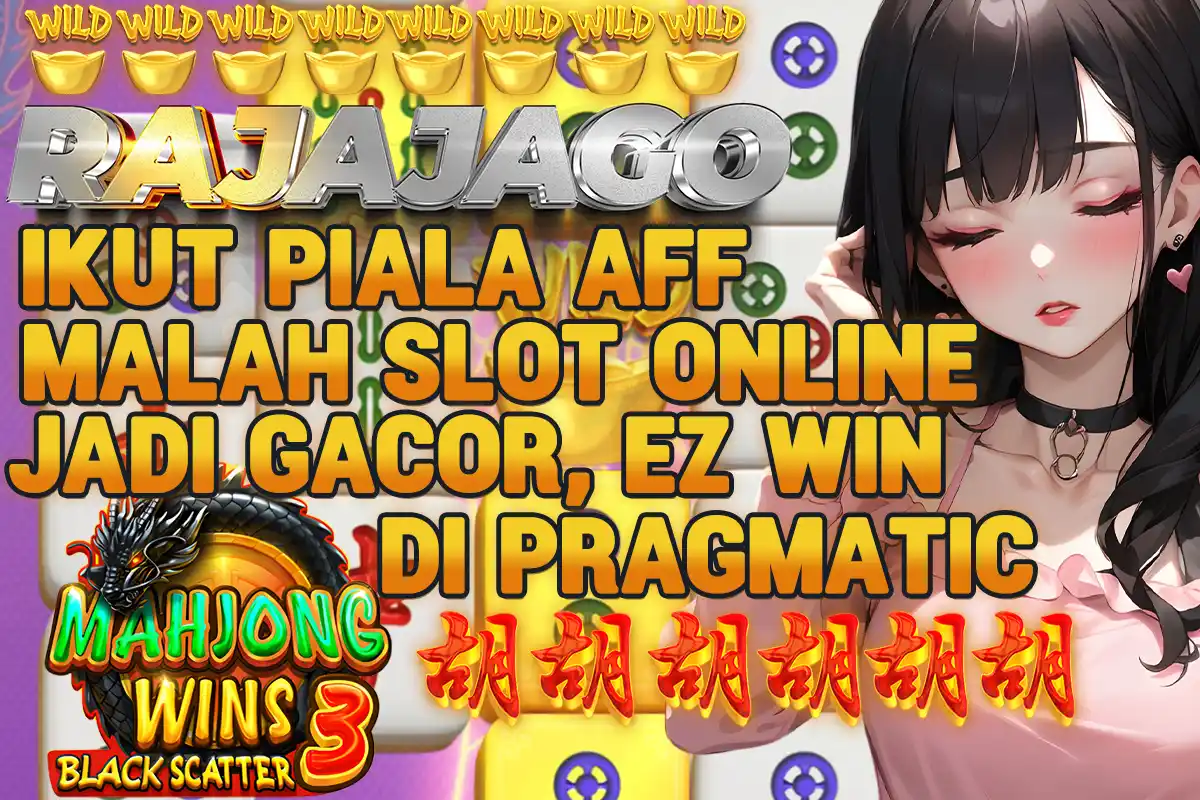 WILD WILD WILD WILD WILD WILD WILD WILD
RAJAJAGO
IKUT PIALA AFF
MALAH SLOT ONLINE
JADI GACOR, EZ WIN
DI PRAGMATIC
胡 胡 胡 胡 胡 胡
MAHJONG
WINS 3
BLACK SCATTER